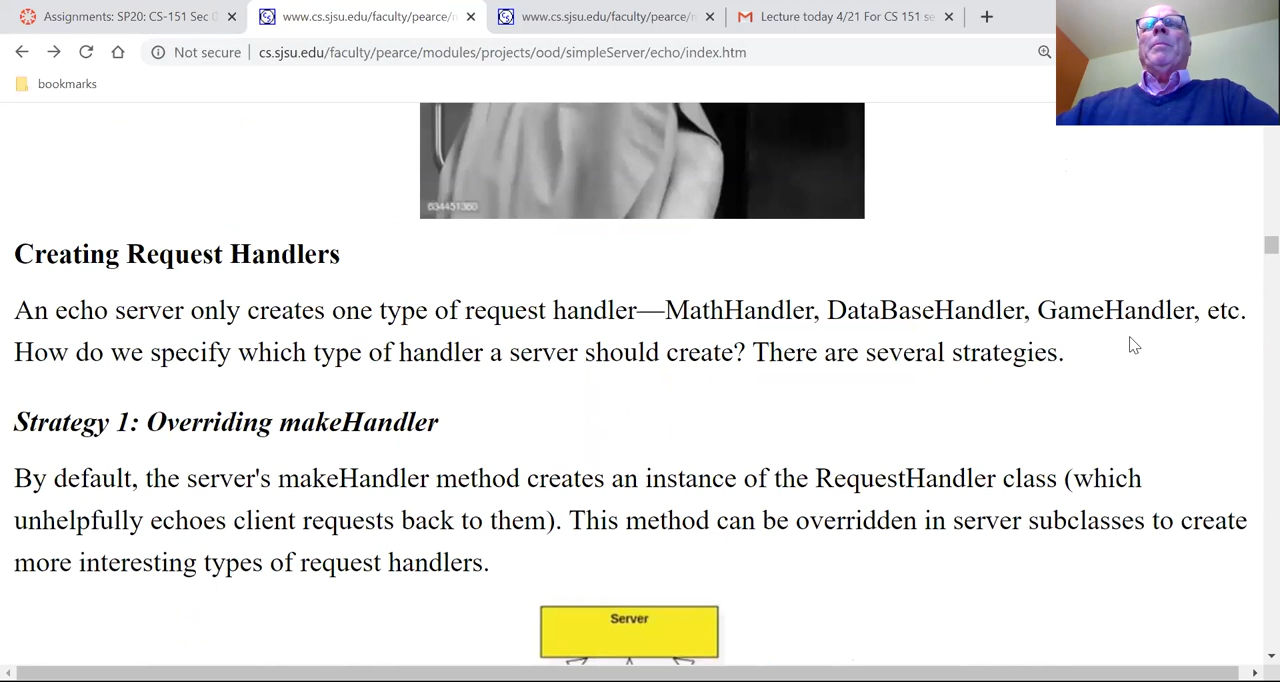 Assignments: SP20: CS-151 Sec
www.cs.sjsu.edu/faculty/pearce/
www.cs.sjsu.edu/faculty/pearce/
Lecture today 4/21 For CS 151 se
Not secure
cs.sjsu.edu/faculty/pearce/modules/projects/ood/simpleServer/echo/index.htm
bookmarks
634451360
Creating Request Handlers
An echo server only creates one type of request handler—MathHandler, DataBaseHandler, GameHandler, etc.
How do we specify which type of handler a server should create? There are several strategies.
Strategy 1: Overriding makeHandler
By default, the server's makeHandler method creates an instance of the RequestHandler class (which
unhelpfully echoes client requests back to them). This method can be overridden in server subclasses to create
more interesting types of request handlers.
Server